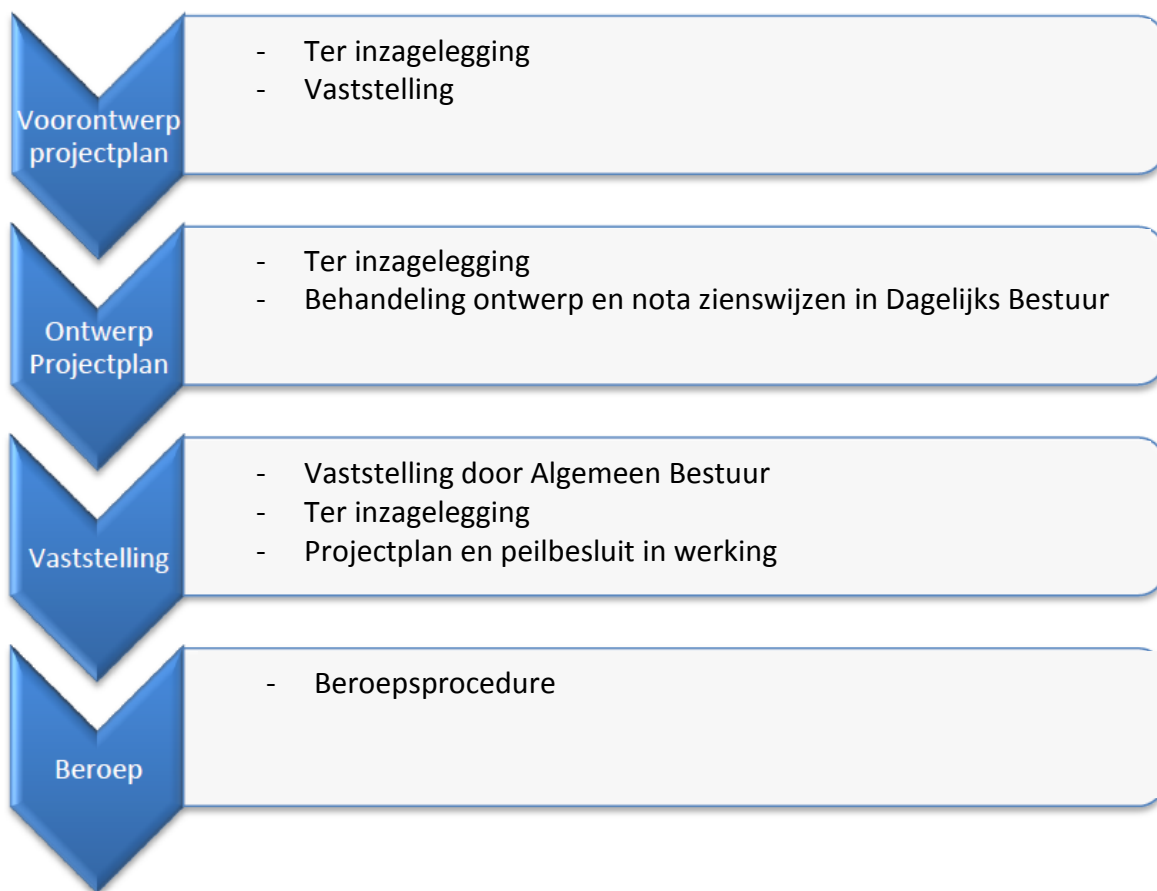 Voorontwerp
projectplan
- Ter inzagelegging
- Vaststelling
Ontwerp
Projectplan
- Ter inzagelegging
- Behandeling ontwerp en nota zienswijzen in Dagelijks Bestuur
Vaststelling
- Vaststelling door Algemeen Bestuur
- Ter inzagelegging
- Projectplan en peilbesluit in werking
Beroep
- Beroepsprocedure